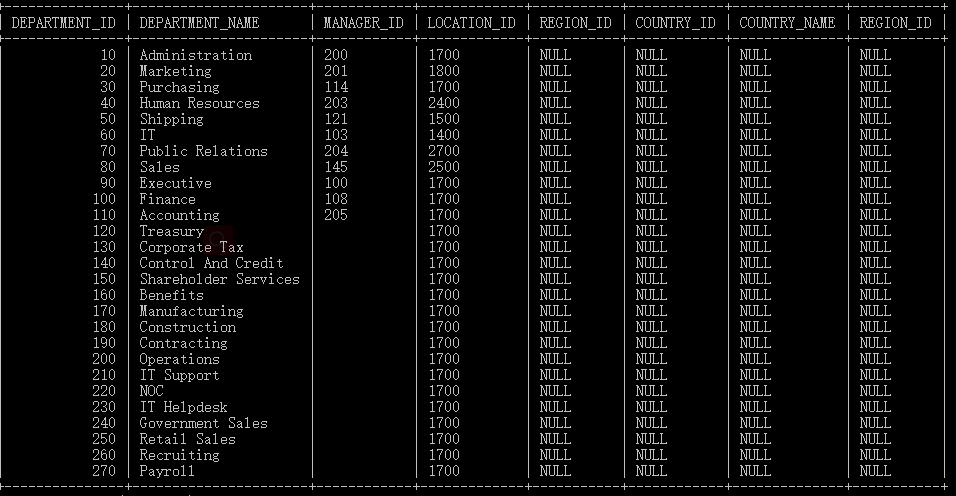 DEPARTMENT_ID | DEPARTMENT_NAME | MANAGER_ID | LOCATION_ID | REGION_ID | COUNTRY_ID | COUNTRY_NAME | REGION_ID
10 | Administration | 200 | 1700 | NULL | NULL | NULL | NULL
20 | Marketing | 201 | 1800 | NULL | NULL | NULL | NULL
30 | Purchasing | 114 | 1700 | NULL | NULL | NULL | NULL
40 | Human Resources | 203 | 2400 | NULL | NULL | NULL | NULL
50 | Shipping | 121 | 1500 | NULL | NULL | NULL | NULL
60 | IT | 103 | 1400 | NULL | NULL | NULL | NULL
70 | Public Relations | 204 | 2700 | NULL | NULL | NULL | NULL
80 | Sales | 145 | 2500 | NULL | NULL | NULL | NULL
90 | Executive | 100 | 1700 | NULL | NULL | NULL | NULL
100 | Finance | 108 | 1700 | NULL | NULL | NULL | NULL
110 | Accounting | 205 | 1700 | NULL | NULL | NULL | NULL
120 | Treasury | | 1700 | NULL | NULL | NULL | NULL
130 | Corporate Tax | | 1700 | NULL | NULL | NULL | NULL
140 | Control And Credit | | 1700 | NULL | NULL | NULL | NULL
150 | Shareholder Services | | 1700 | NULL | NULL | NULL | NULL
160 | Benefits | | 1700 | NULL | NULL | NULL | NULL
170 | Manufacturing | | 1700 | NULL | NULL | NULL | NULL
180 | Construction | | 1700 | NULL | NULL | NULL | NULL
190 | Contracting | | 1700 | NULL | NULL | NULL | NULL
200 | Operations | | 1700 | NULL | NULL | NULL | NULL
210 | IT Support | | 1700 | NULL | NULL | NULL | NULL
220 | NOC | | 1700 | NULL | NULL | NULL | NULL
230 | IT Helpdesk | | 1700 | NULL | NULL | NULL | NULL
240 | Government Sales | | 1700 | NULL | NULL | NULL | NULL
250 | Retail Sales | | 1700 | NULL | NULL | NULL | NULL
260 | Recruiting | | 1700 | NULL | NULL | NULL | NULL
270 | Payroll | | 1700 | NULL | NULL | NULL | NULL